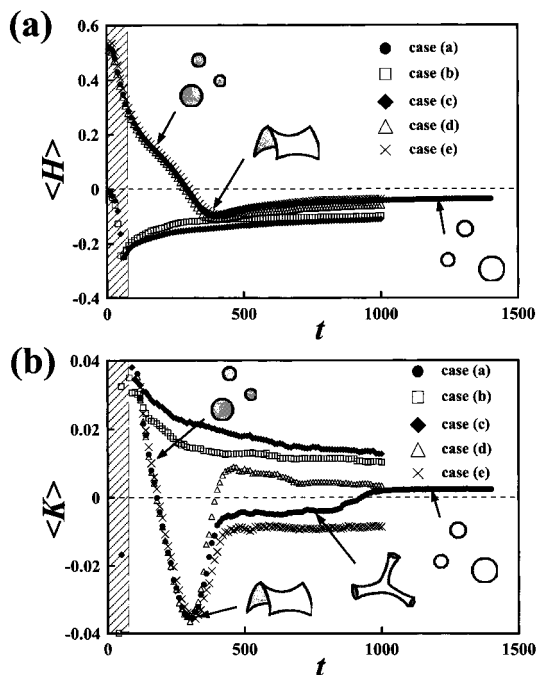 (a)
0.6
0.4
0.2
0
-0.2
-0.4
<H>
case (a)
case (b)
case (c)
case (d)
case (e)
0
500
1000
1500
t
(b)
0.04
0.02
0
-0.02
-0.04
<K>
case (a)
case (b)
case (c)
case (d)
case (e)
0
500
1000
1500
t